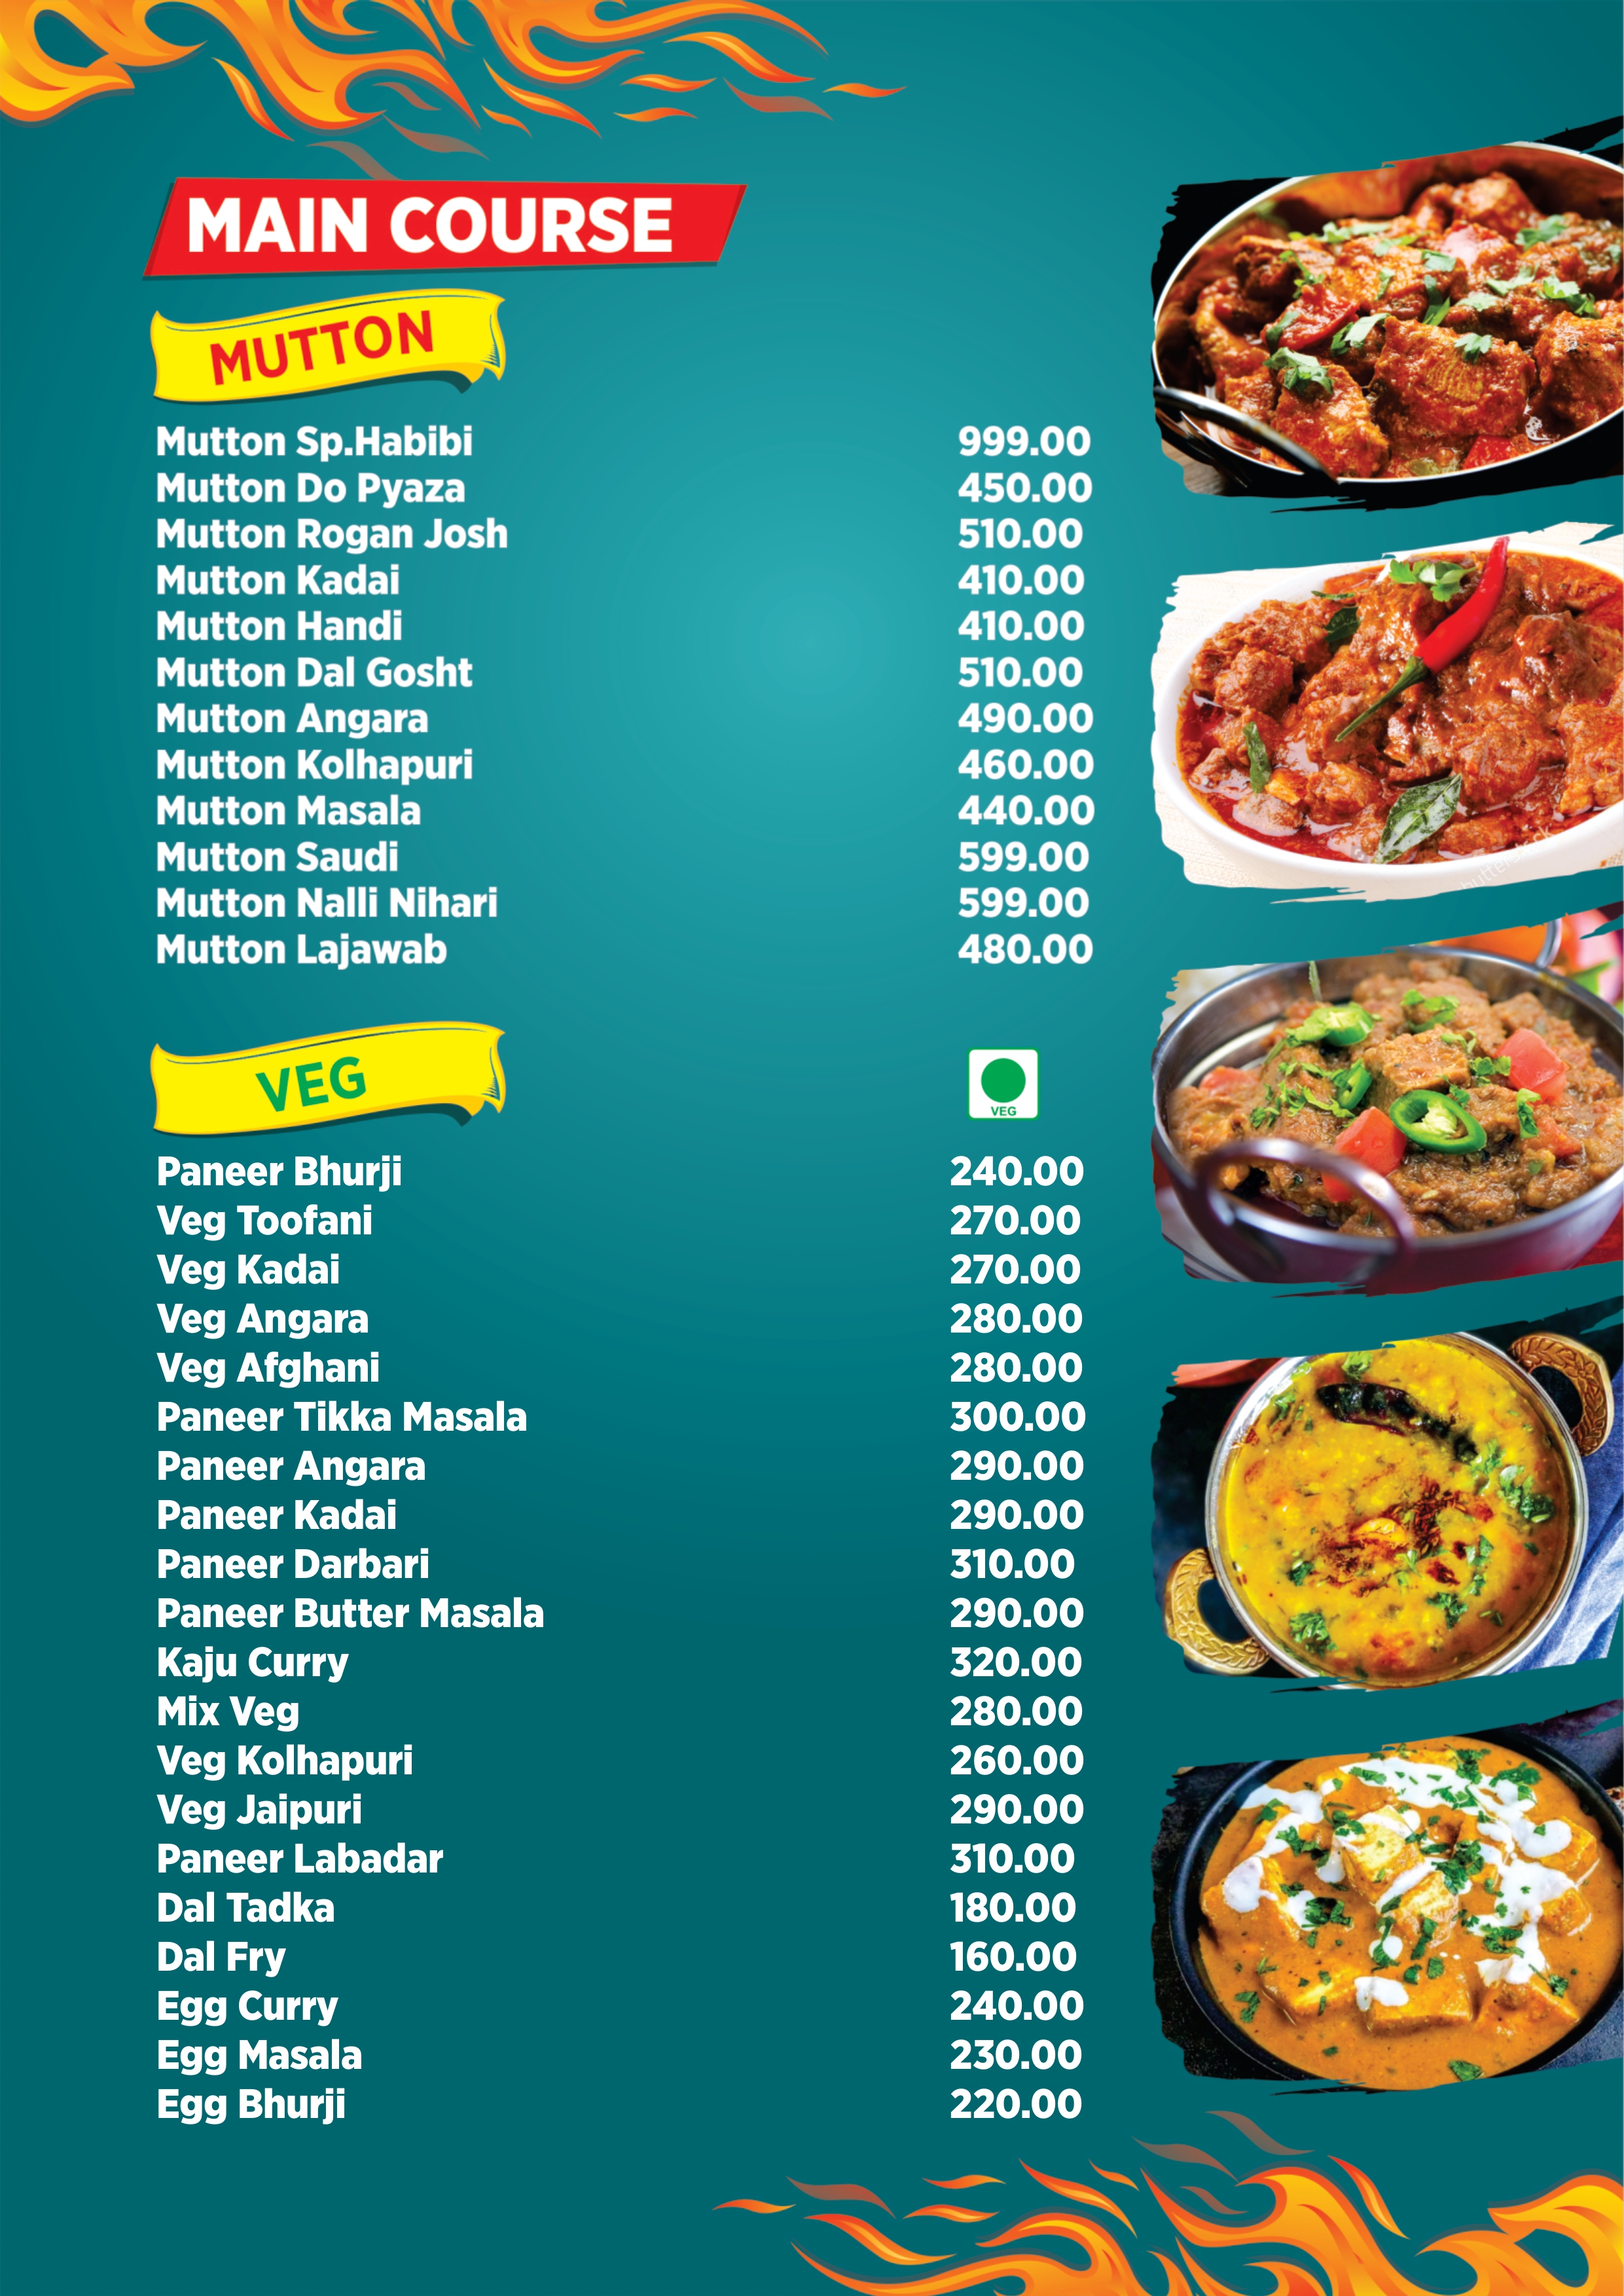 MAIN COURSE
MUTTON
Mutton Sp.Habibi 999.00
Mutton Do Pyaza 450.00
Mutton Rogan Josh 510.00
Mutton Kadai 410.00
Mutton Handi 410.00
Mutton Dal Gosht 510.00
Mutton Angara 490.00
Mutton Kolhapuri 460.00
Mutton Masala 440.00
Mutton Saudi 599.00
Mutton Nalli Nihari 599.00
Mutton Lajawab 480.00
VEG
VEG
Paneer Bhurji 240.00
Veg Toofani 270.00
Veg Kadai 270.00
Veg Angara 280.00
Veg Afghani 280.00
Paneer Tikka Masala 300.00
Paneer Angara 290.00
Paneer Kadai 290.00
Paneer Darbari 310.00
Paneer Butter Masala 290.00
Kaju Curry 320.00
Mix Veg 280.00
Veg Kolhapuri 260.00
Veg Jaipuri 290.00
Paneer Labadar 310.00
Dal Tadka 180.00
Dal Fry 160.00
Egg Curry 240.00
Egg Masala 230.00
Egg Bhurji 220.00